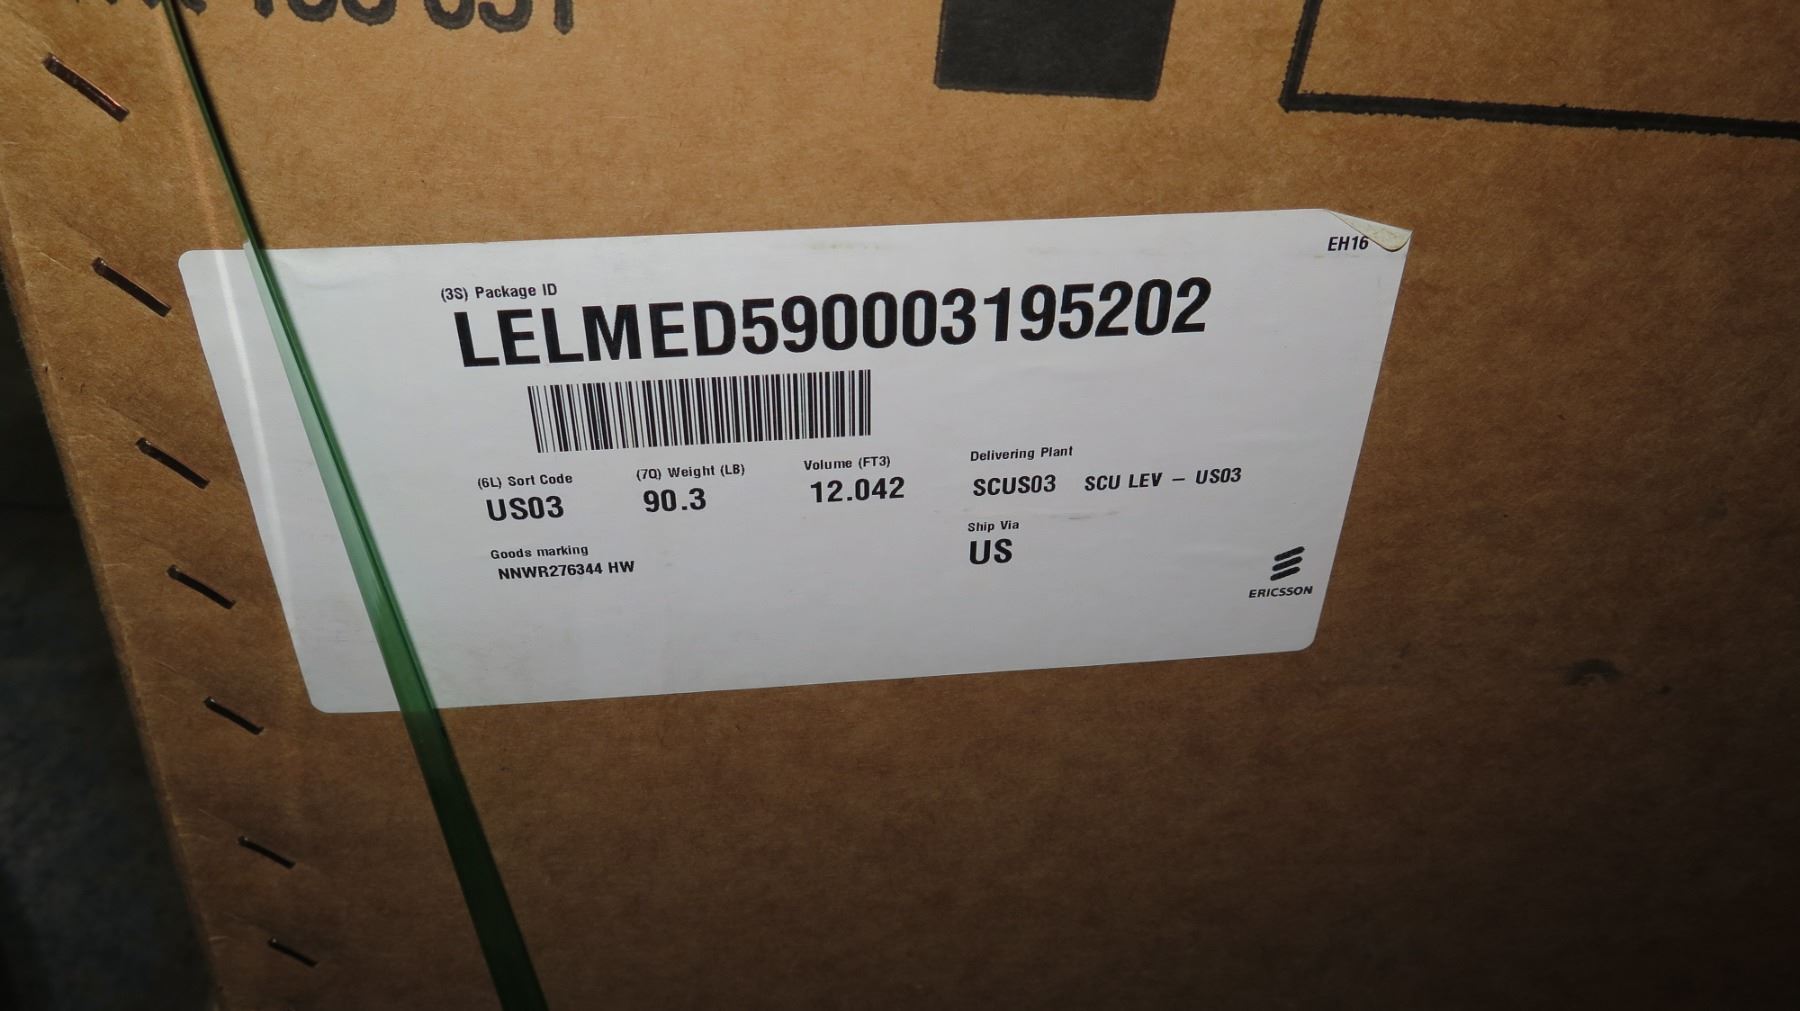 EH16
(3S) Package ID
LELMED590003195202
(6L) Sort Code
US03
(7Q) Weight (LB)
90.3
Volume (FT3)
12.042
Delivering Plant
SCUS03 SCU LEV – US03
Ship Via
US
Goods marking
NNWR276344 HW
ERICSSON